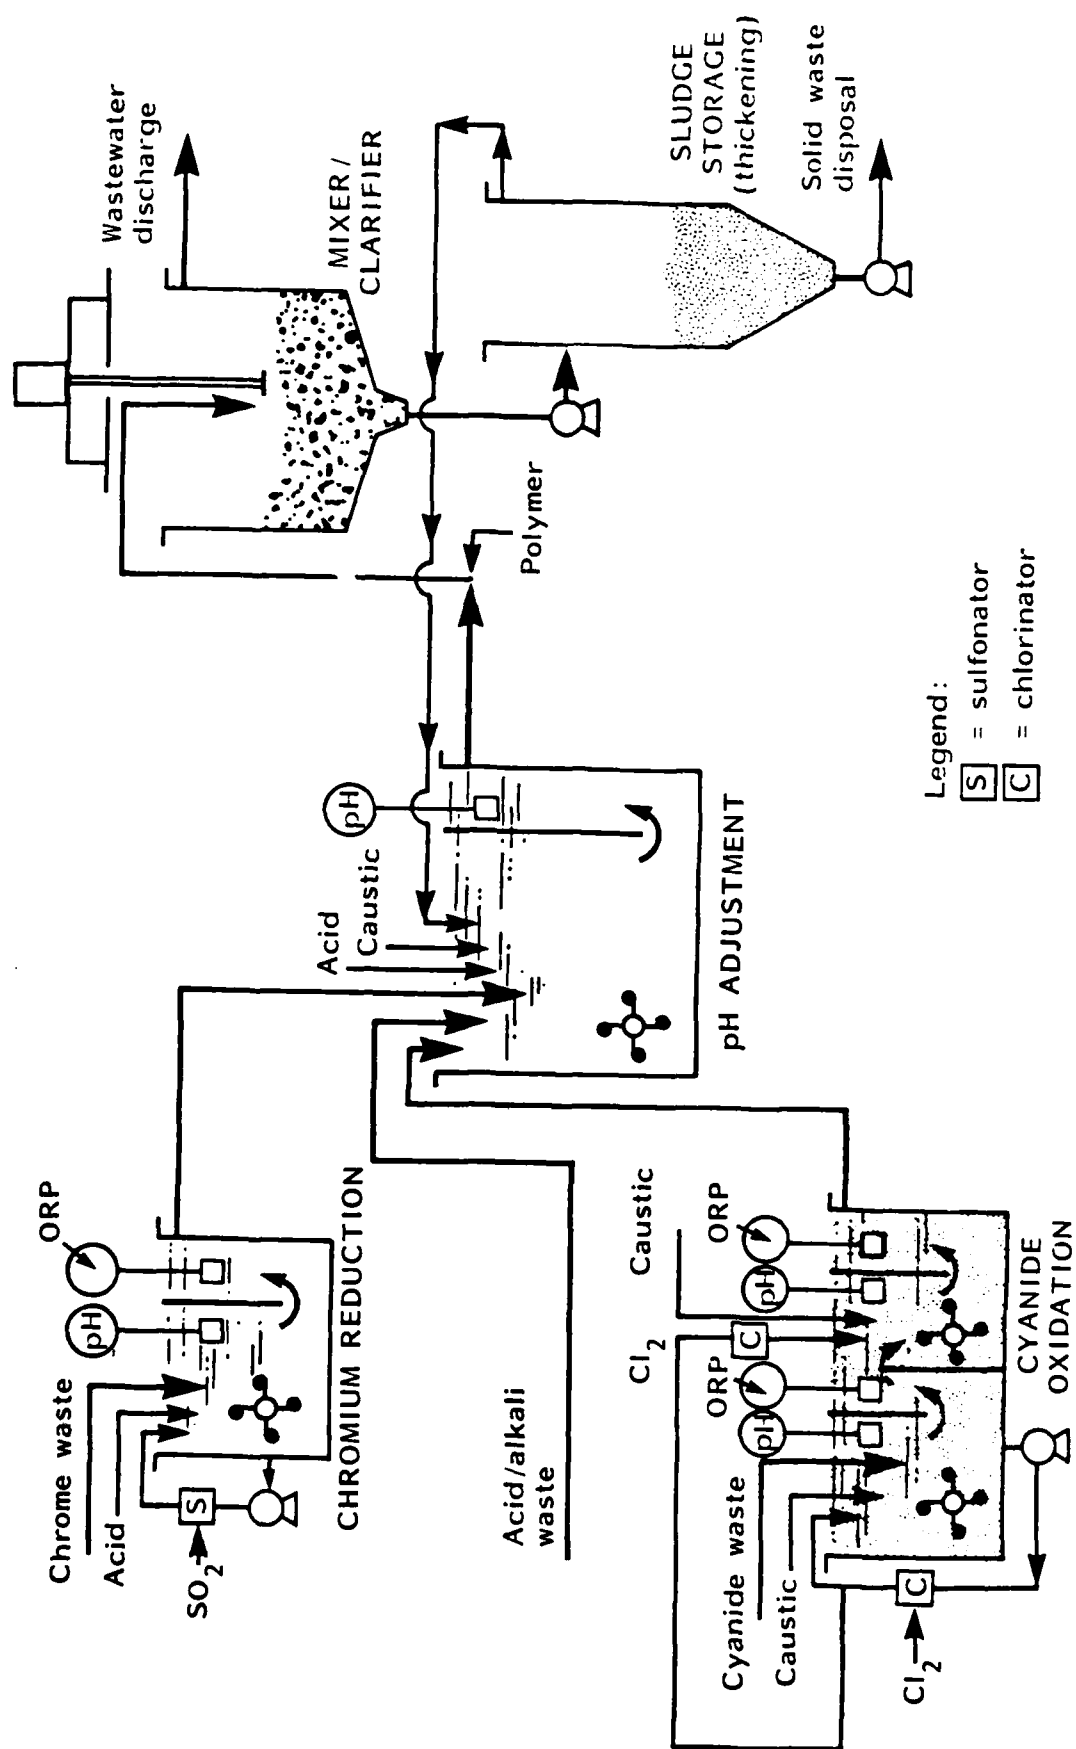 Chrome waste
Acid
SO2
S
pH
ORP
CHROMIUM REDUCTION
Acid/alkali
waste
Cl2
C
Caustic
ORP
pH
ORP
pH
Cyanide waste
Caustic
Cl2
C
CYANIDE
OXIDATION
Acid
Caustic
pH
pH ADJUSTMENT
Polymer
Wastewater
discharge
MIXER/
CLARIFIER
SLUDGE
STORAGE
(thickening)
Solid waste
disposal
Legend:
S = sulfonator
C = chlorinator